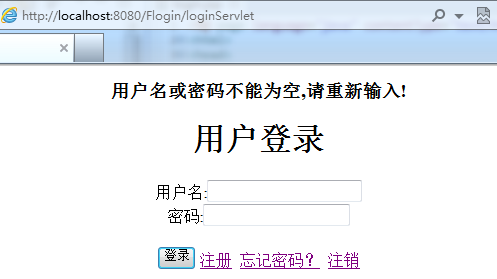 http://localhost:8080/Flogin/loginServlet
用户名或密码不能为空,请重新输入!
用户登录
用户名:
密码:
登录 注册 忘记密码？ 注销